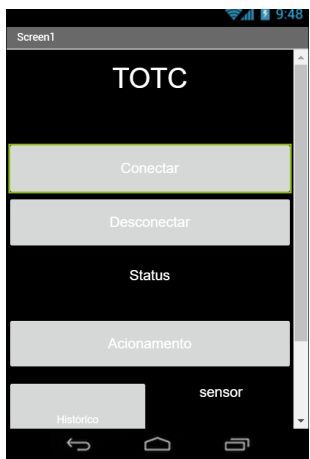 9:48
Screen1
TOTC
Conectar
Desconectar
Status
Acionamento
sensor
Histórico